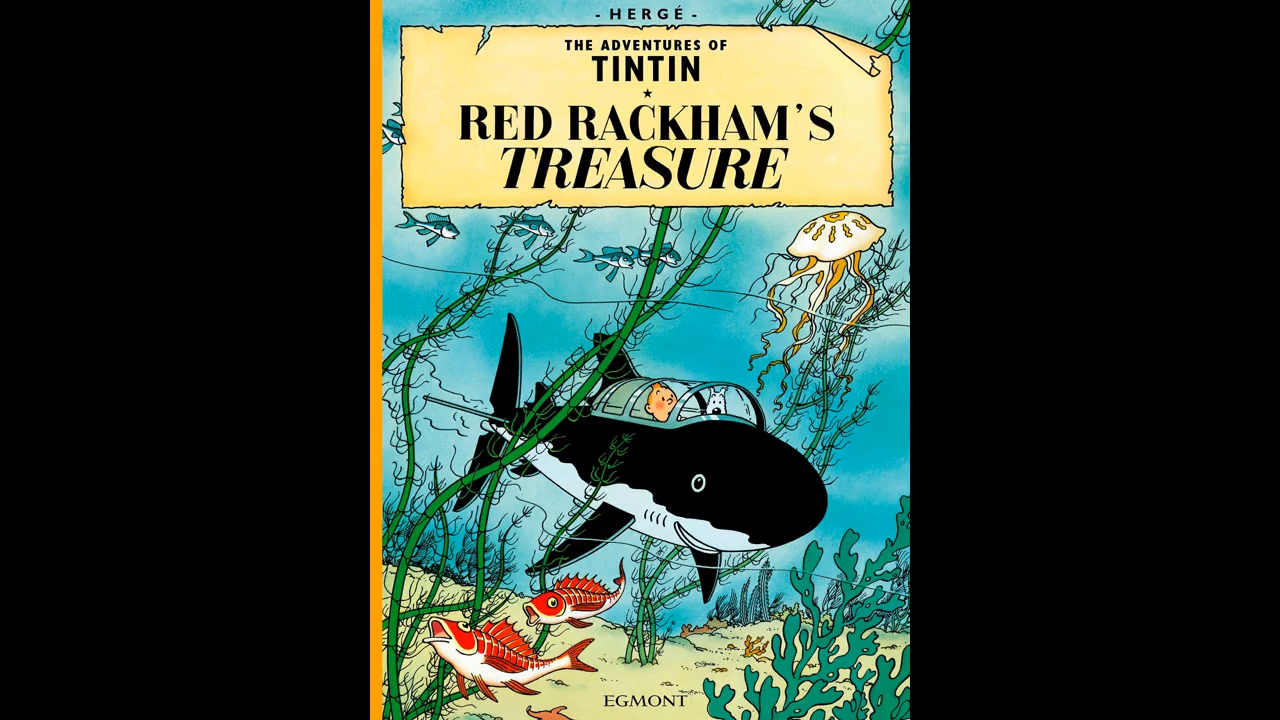 - HERGÉ -
THE ADVENTURES OF
TINTIN
RED RACKHAM'S
TREASURE
EGMONT